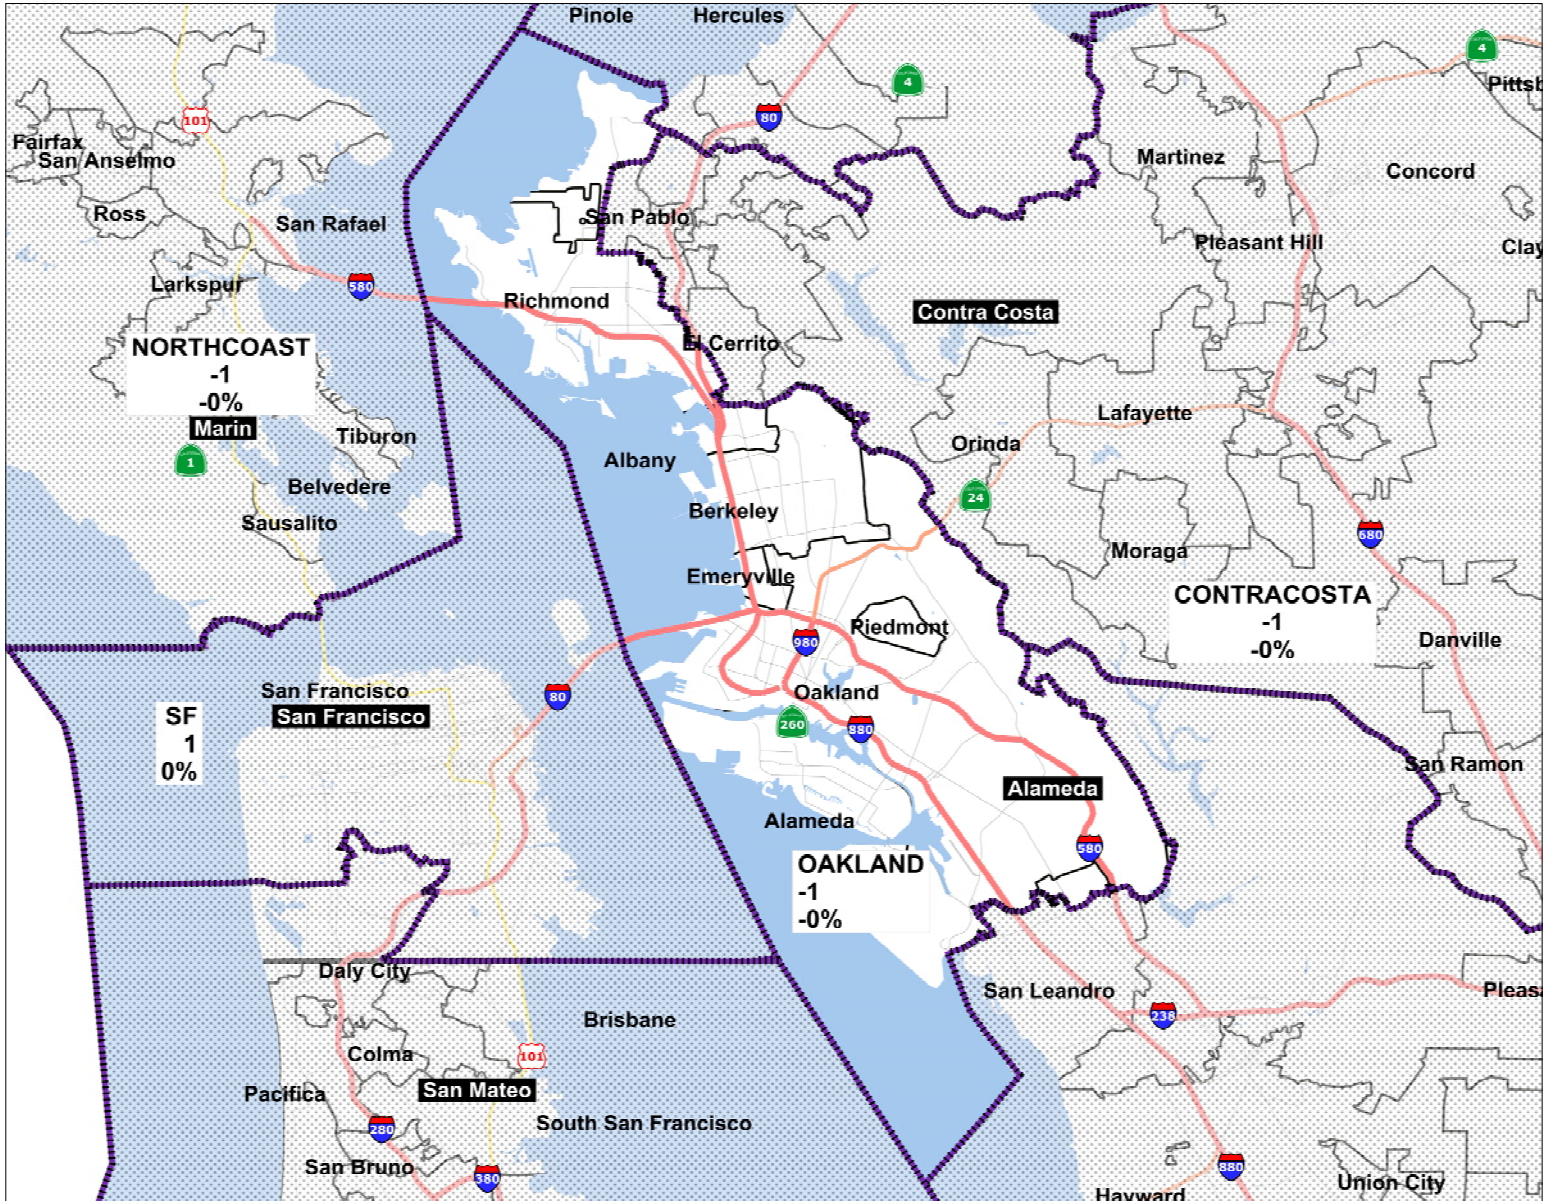 Pinole
Hercules
4
4
Pittsb
101
80
Fairfax
San Anselmo
Martinez
Concord
Ross
San Rafael
San Pablo
Pleasant Hill
Clay
Larkspur
580
Richmond
Contra Costa
El Cerrito
NORTHCOAST
-1
-0%
Marin
Tiburon
Lafayette
Orinda
1
Albany
Belvedere
24
Sausalito
Berkeley
680
Moraga
Emeryville
CONTRACOSTA
-1
-0%
Piedmont
980
Danville
San Francisco
San Francisco
80
Oakland
SF
1
0%
260
880
San Ramon
Alameda
Alameda
580
OAKLAND
-1
-0%
Daly City
San Leandro
Pleasa
238
Brisbane
Colma
101
Pacifica
San Mateo
280
South San Francisco
San Bruno
380
880
Hayward
Union City